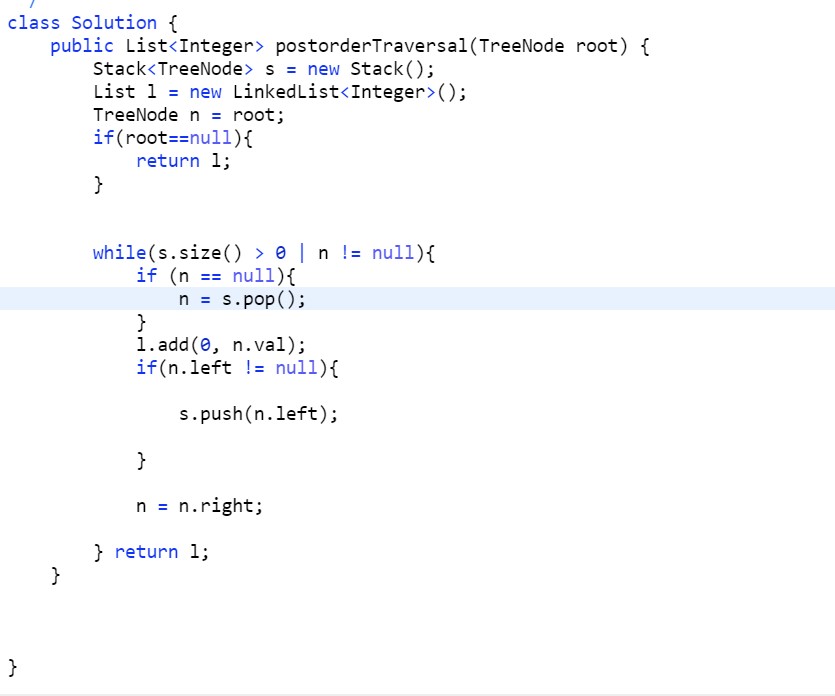 /
class Solution {
    public List<Integer> postorderTraversal(TreeNode root) {
        Stack<TreeNode> s = new Stack();
        List l = new LinkedList<Integer>();
        TreeNode n = root;
        if(root==null){
            return l;
        }
        while(s.size() > 0 | n != null){
            if (n == null){
                n = s.pop();
            }
            l.add(0, n.val);
            if(n.left != null){
                s.push(n.left);
            }
            n = n.right;
        } return l;
    }
}